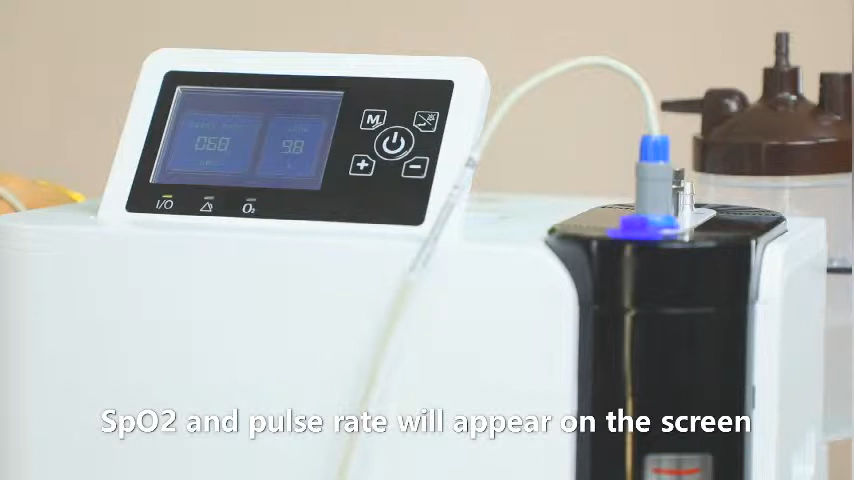 060
98
M
I/O
O₂
SpO2 and pulse rate will appear on the screen